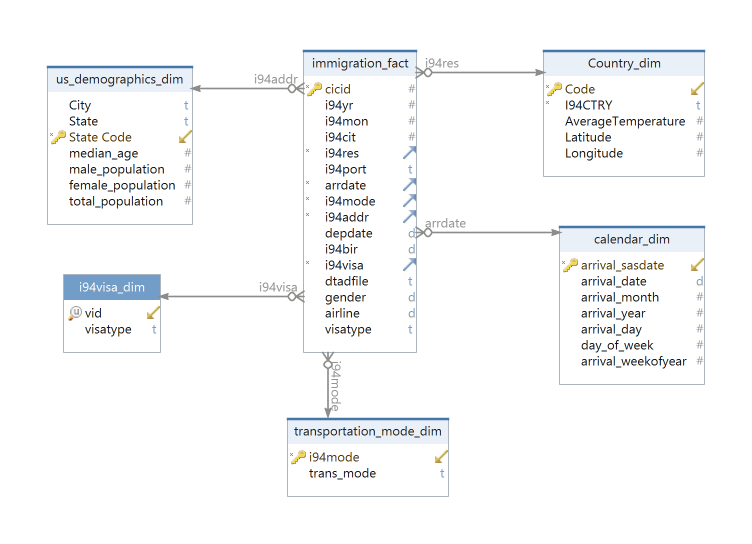 us_demographics_dim
City t
State t
* State Code
median_age #
male_population #
female_population #
total_population #
i94addr
immigration_fact
* cicid #
i94yr #
i94mon #
i94cit #
* i94res
i94port t
* arrdate
* i94mode
* i94addr
depdate d
i94bir d
* i94visa
dtadfile t
gender d
airline d
visatype t
i94res
Country_dim
* Code
* I94CTRY t
AverageTemperature #
Latitude #
Longitude #
arrdate
calendar_dim
* arrival_sasdate
arrival_date d
arrival_month #
arrival_year #
arrival_day #
day_of_week #
arrival_weekofyear #
i94visa_dim
u vid
visatype t
i94visa
i94mode
transportation_mode_dim
* i94mode
trans_mode t